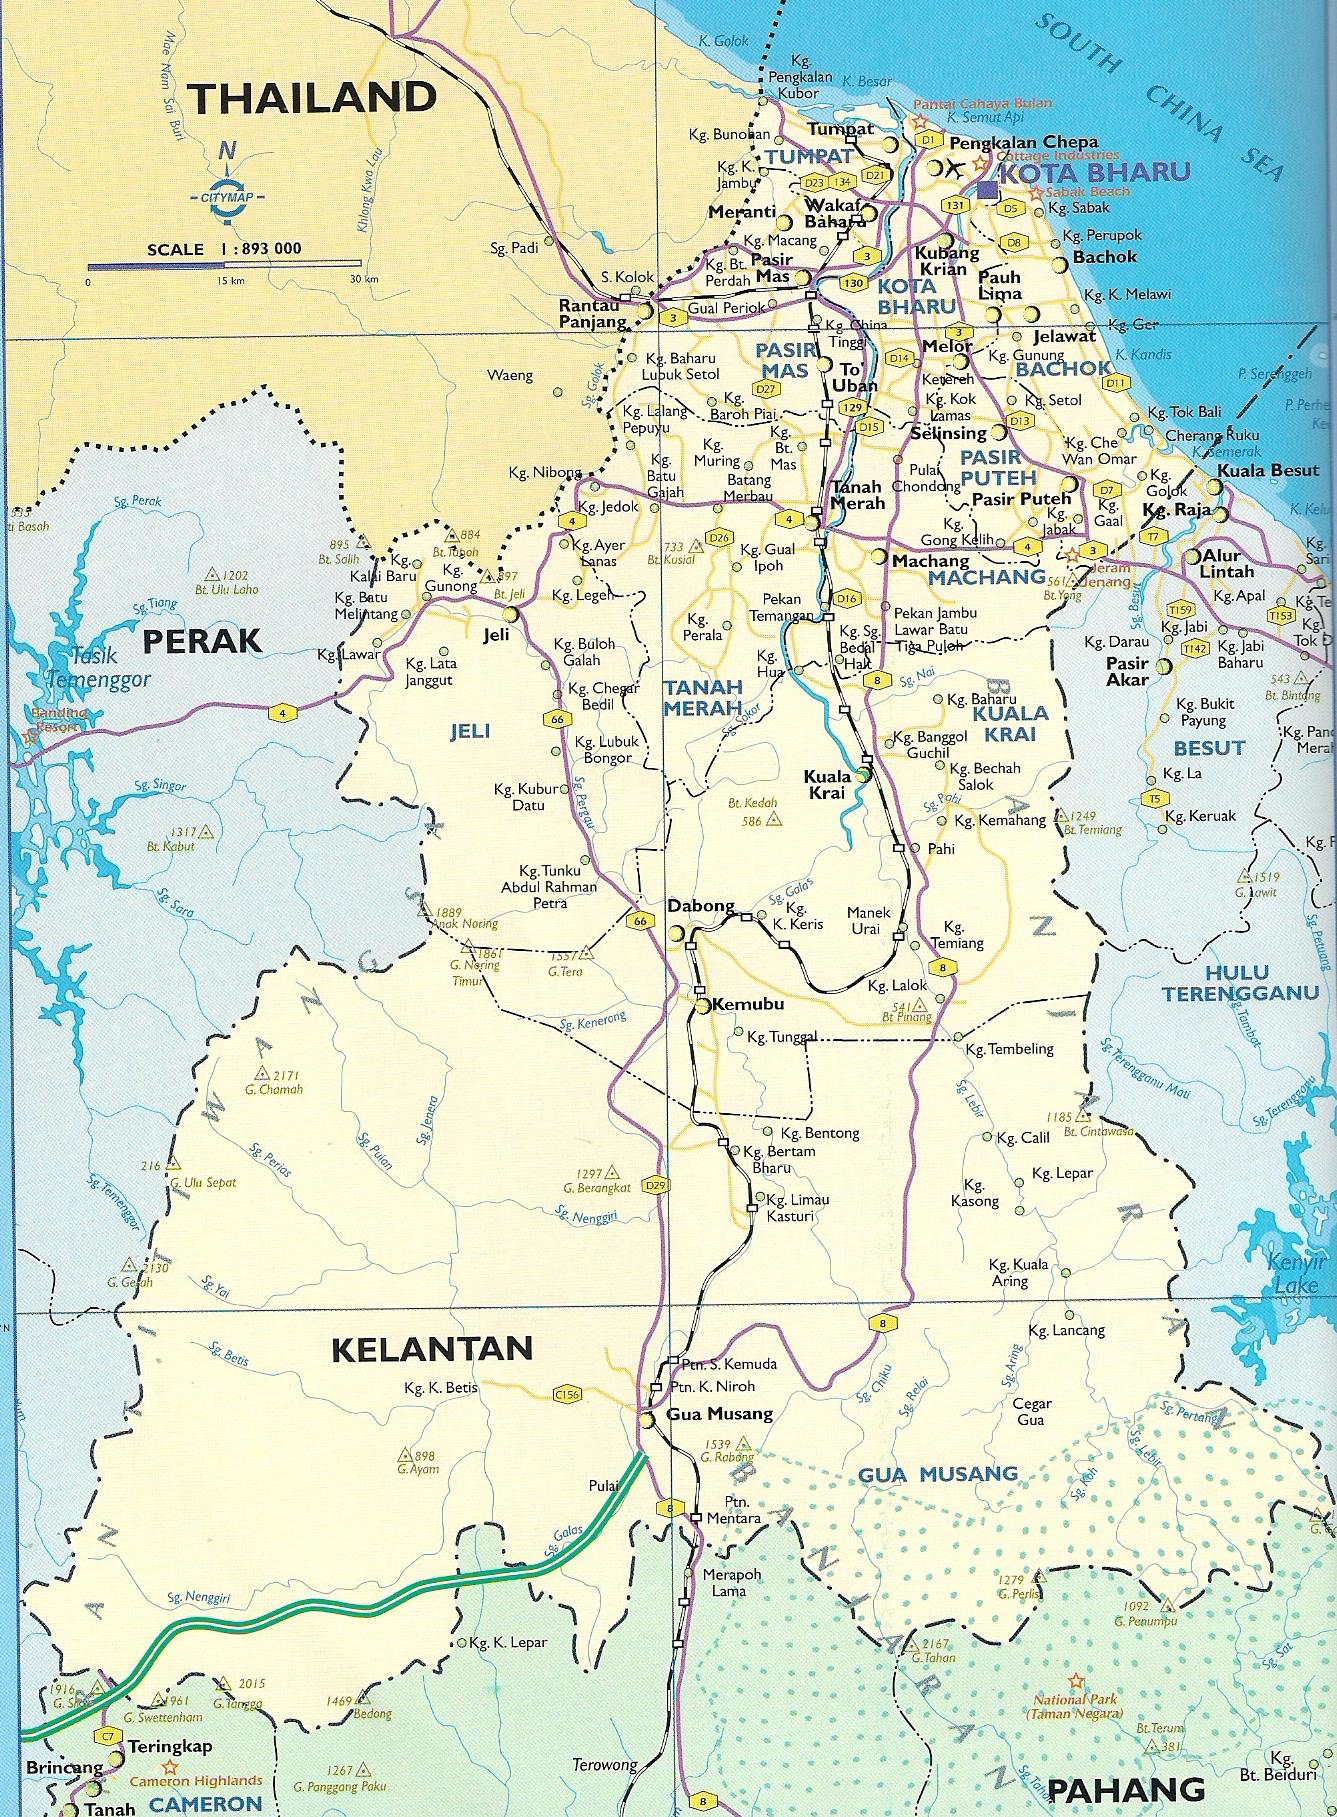 SOUTH
CHINA
SEA
K. Golok
Kg.
Pengkalan
Kubor
K. Besar
Pantai Cahaya Bulan
K. Semut Api
THAILAND
Mae Nam Sai Buri
Khlong Kwa Lau
N
CITYMAP
SCALE 1 : 893 000
0
15 km
30 km
Kg. Bunohan
Tumpat
D1
Pengkalan Chepa
Cottage Industries
TUMPAT
KOTA BHARU
Sabak Beach
Kg. K.
Jambu
D23
134
D21
131
D5
Kg. Sabak
Meranti
Wakaf
Baharu
Kg. Perupok
D8
Bachok
Sg. Padi
Kg. Macang
Kg. Bt.
Perdah
Pasir
Mas
3
Kubang
Krian
130
KOTA
BHARU
Pauh
Lima
S. Kolok
Rantau
Panjang
3
Gual Periok
Kg. K. Melawi
Kg. China
Tinggi
3
Jelawat
Kg. Ger
Melor
Kg. Gunung
K. Kandis
BACHOK
P. Serenggeh
Waeng
Sg. Golok
Kg. Baharu
Lubuk Setol
PASIR
MAS
To
Uban
D14
Ketereh
D11
D27
Kg. Lalang
Pepuyu
Kg.
Baroh Piai
129
D15
Kg. Kok
Lamas
Kg. Setol
D13
Kg. Tok Bali
Cherang Ruku
K. Semerak
Selinsing
Kg.
Muring
Kg.
Bt.
Mas
PASIR
PUTEH
Kg. Che
Wan Omar
Kuala Besut
Kg. Nibong
Kg.
Batu
Gajah
Batang
Merbau
Tanah
Merah
Pulai
Chondong
Pasir Puteh
D7
Kg.
Golok
Kg. Raja
Kg. Jedok
4
4
Kg.
Jabak
Kg.
Gaal
Sg. Perak
D26
Kg.
Gong Kelih
4
3
T7
884
Bt. Taboh
895
Bt. Salih
Kg. Ayer
Lanas
733
Bt. Kusial
Kg. Gual
Ipoh
Machang
MACHANG
Jeram
Jenang
561
Bt. Yong
Alur
Lintah
Kg.
Kalai Baru
Kg.
Gunong
897
Bt. Jeli
Kg. Legeh
Pekan
Temangan
D16
Pekan Jambu
Lawar Batu
Tiga Puloh
Sg. Besut
T159
Kg. Apal
T153
1202
Bt. Ulu Laho
Sg. Tiang
Kg. Batu
Melintang
Jeli
Kg.
Perala
Kg. Sg.
Bedal
Hak
Kg. Darau
Kg. Jabi
T142
Kg. Jabi
Baharu
PERAK
Tasik
Temenggor
Kg. Lawar
Kg. Lata
Janggut
Kg. Buloh
Galah
Kg.
Hua
8
Sg. Nai
Pasir
Akar
543
Bt. Bintang
Banding
Resort
4
Kg. Chegar
Bedil
TANAH
MERAH
Sg. Sokor
Kg. Baharu
KUALA
KRAI
Kg. Bukit
Payung
JELI
66
Kg. Lubuk
Bongor
Kg. Banggol
Guchil
BESUT
Kg. Bechah
Salok
Sg. Singor
Kg. Kubur
Datu
Sg. Pergau
Kuala
Krai
Kg. La
T5
Bt. Kedah
586
Sg. Pahi
Kg. Kemahang
1249
Bt. Temiang
Kg. Keruak
1317
Bt. Kabut
Pahi
Kg. Tunku
Abdul Rahman
Petra
1519
G. Lawit
Sg. Sara
1889
Anak Noring
Dabong
66
Sg. Galas
Kg.
K. Keris
Manek
Urai
Kg.
Temiang
8
Sg. Petuang
1861
G. Noring
Timur
1557
G. Tera
HULU
TERENGGANU
Kg. Lalok
541
Bt. Pinang
Sg. Tambat
Kemubu
Sg. Kenerong
Kg. Tunggal
Kg. Tembeling
2171
G. Chamah
Sg. Lebir
Sg. Terengganu Mati
Sg. Terengganu
Sg. Jenera
Sg. Puian
Sg. Perias
216
G. Ulu Sepat
Kg. Bentong
Kg. Bertam
Bharu
Kg. Calil
1185
Bt. Cintawasa
Sg. Temenggor
1297
G. Berangkat
D29
Kg. Lepar
Kg.
Kasong
Kg. Limau
Kasturi
Sg. Nenggiri
2130
G. Gerah
Sg. Yai
Kg. Kuala
Aring
Kenyir
Lake
KELANTAN
8
Kg. Lancang
Sg. Betis
Ptn. S. Kemuda
Ptn. K. Niroh
Kg. K. Betis
C156
Gua Musang
Sg. Chiku
Sg. Relai
Sg. Aring
Cegar
Gua
Sg. Pertang
898
G. Ayam
1539
G. Rabong
GUA MUSANG
Sg. Koh
Sg. Lebir
Pulai
8
Ptn.
Mentara
Sg. Galas
Merapoh
Lama
1279
G. Perlis
1092
G. Penumpu
Sg. Nenggiri
Kg. K. Lepar
2167
G. Tahan
Sg. Sat
1916
1961
G. Swettenham
2015
G. Tangga
1469
Bedong
National Park
(Taman Negara)
C7
Bt. Terum
381
Teringkap
Brincang
Cameron Highlands
1267
G. Panggang Paku
Terowong
Sg. Tahan
Kg.
Bt. Beiduri
PAHANG
Tanah
CAMERON
8
BANJARAN TITIWANGSA
BANJARAN
BANJARAN